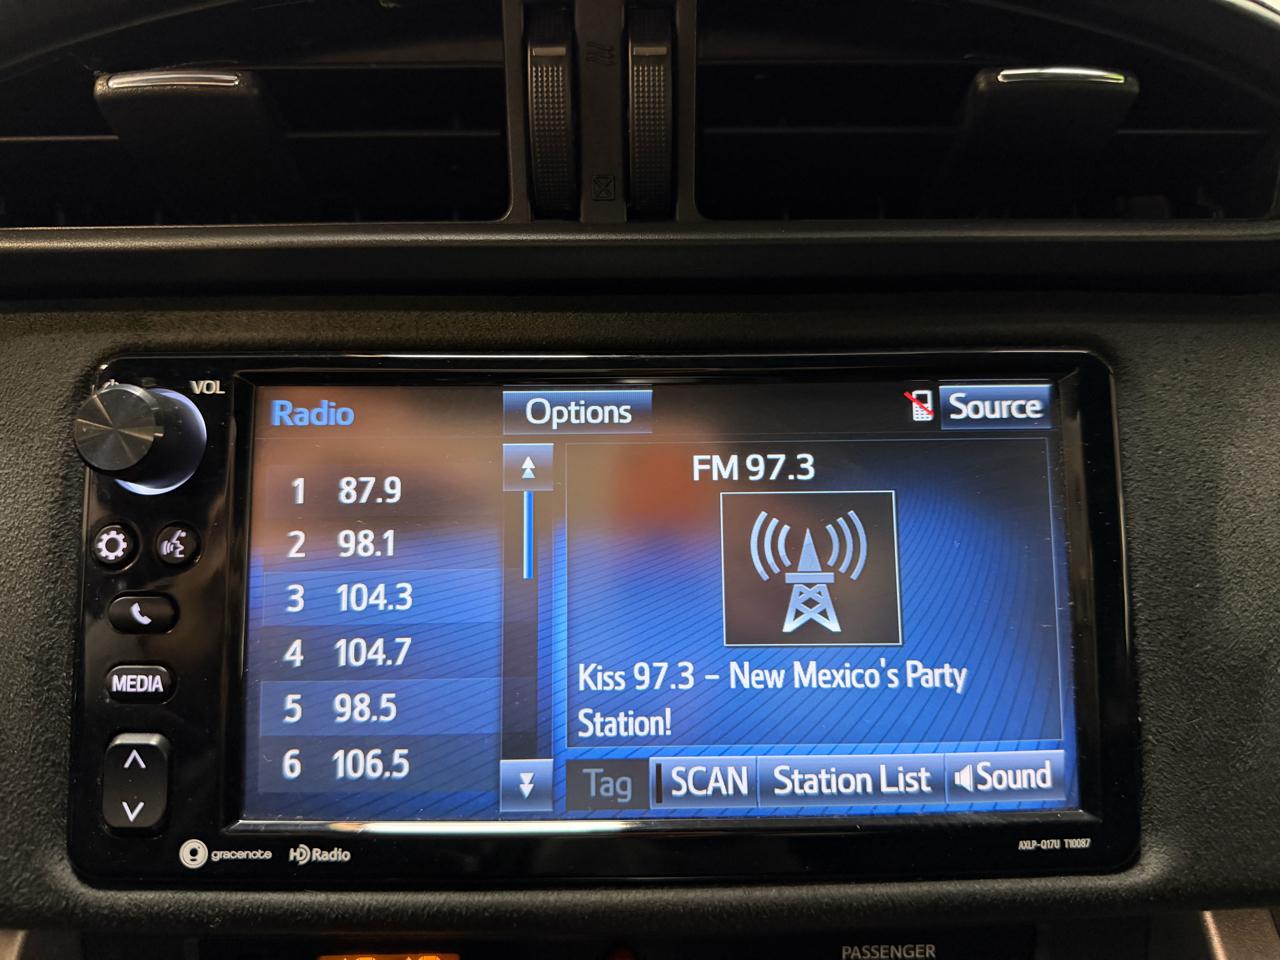 VOL
Radio
Options
Source
1 87.9
2 98.1
3 104.3
4 104.7
5 98.5
6 106.5
FM 97.3
Kiss 97.3 – New Mexico's Party
Station!
Tag
SCAN
Station List
Sound
MEDIA
gracenote
HD Radio
AXLP-Q17U T10087
PASSENGER